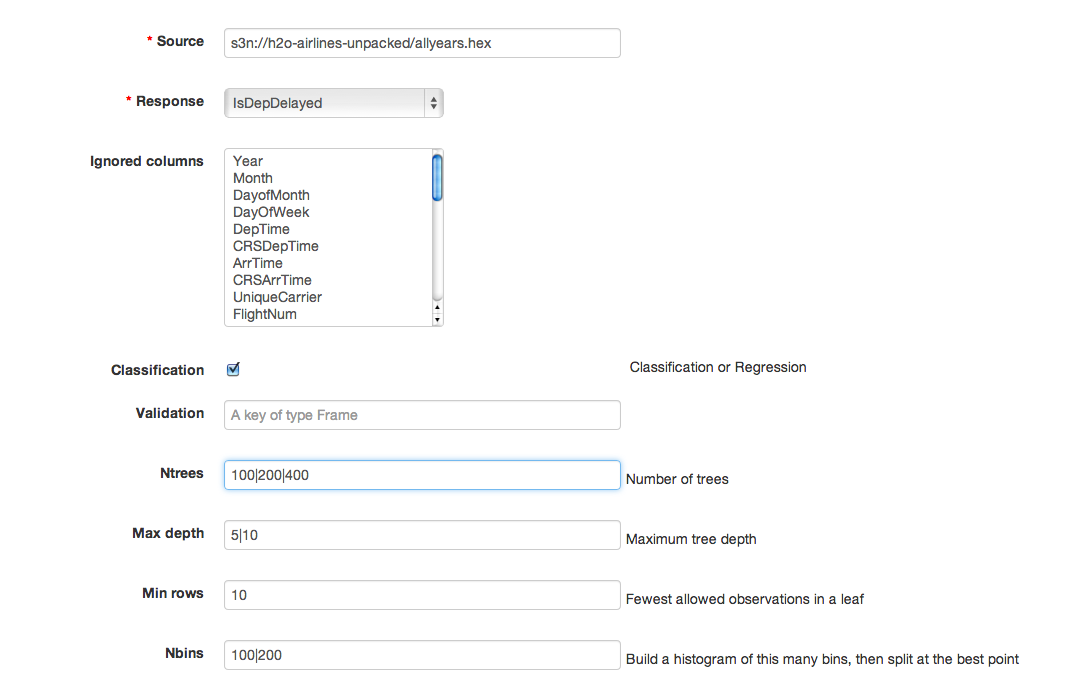 * Source s3n://h2o-airlines-unpacked/allyears.hex
* Response IsDepDelayed
Ignored columns
Year
Month
DayofMonth
DayOfWeek
DepTime
CRSDepTime
ArrTime
CRSArrTime
UniqueCarrier
FlightNum
Classification Classification or Regression
Validation A key of type Frame
Ntrees 100|200|400 Number of trees
Max depth 5|10 Maximum tree depth
Min rows 10 Fewest allowed observations in a leaf
Nbins 100|200 Build a histogram of this many bins, then split at the best point